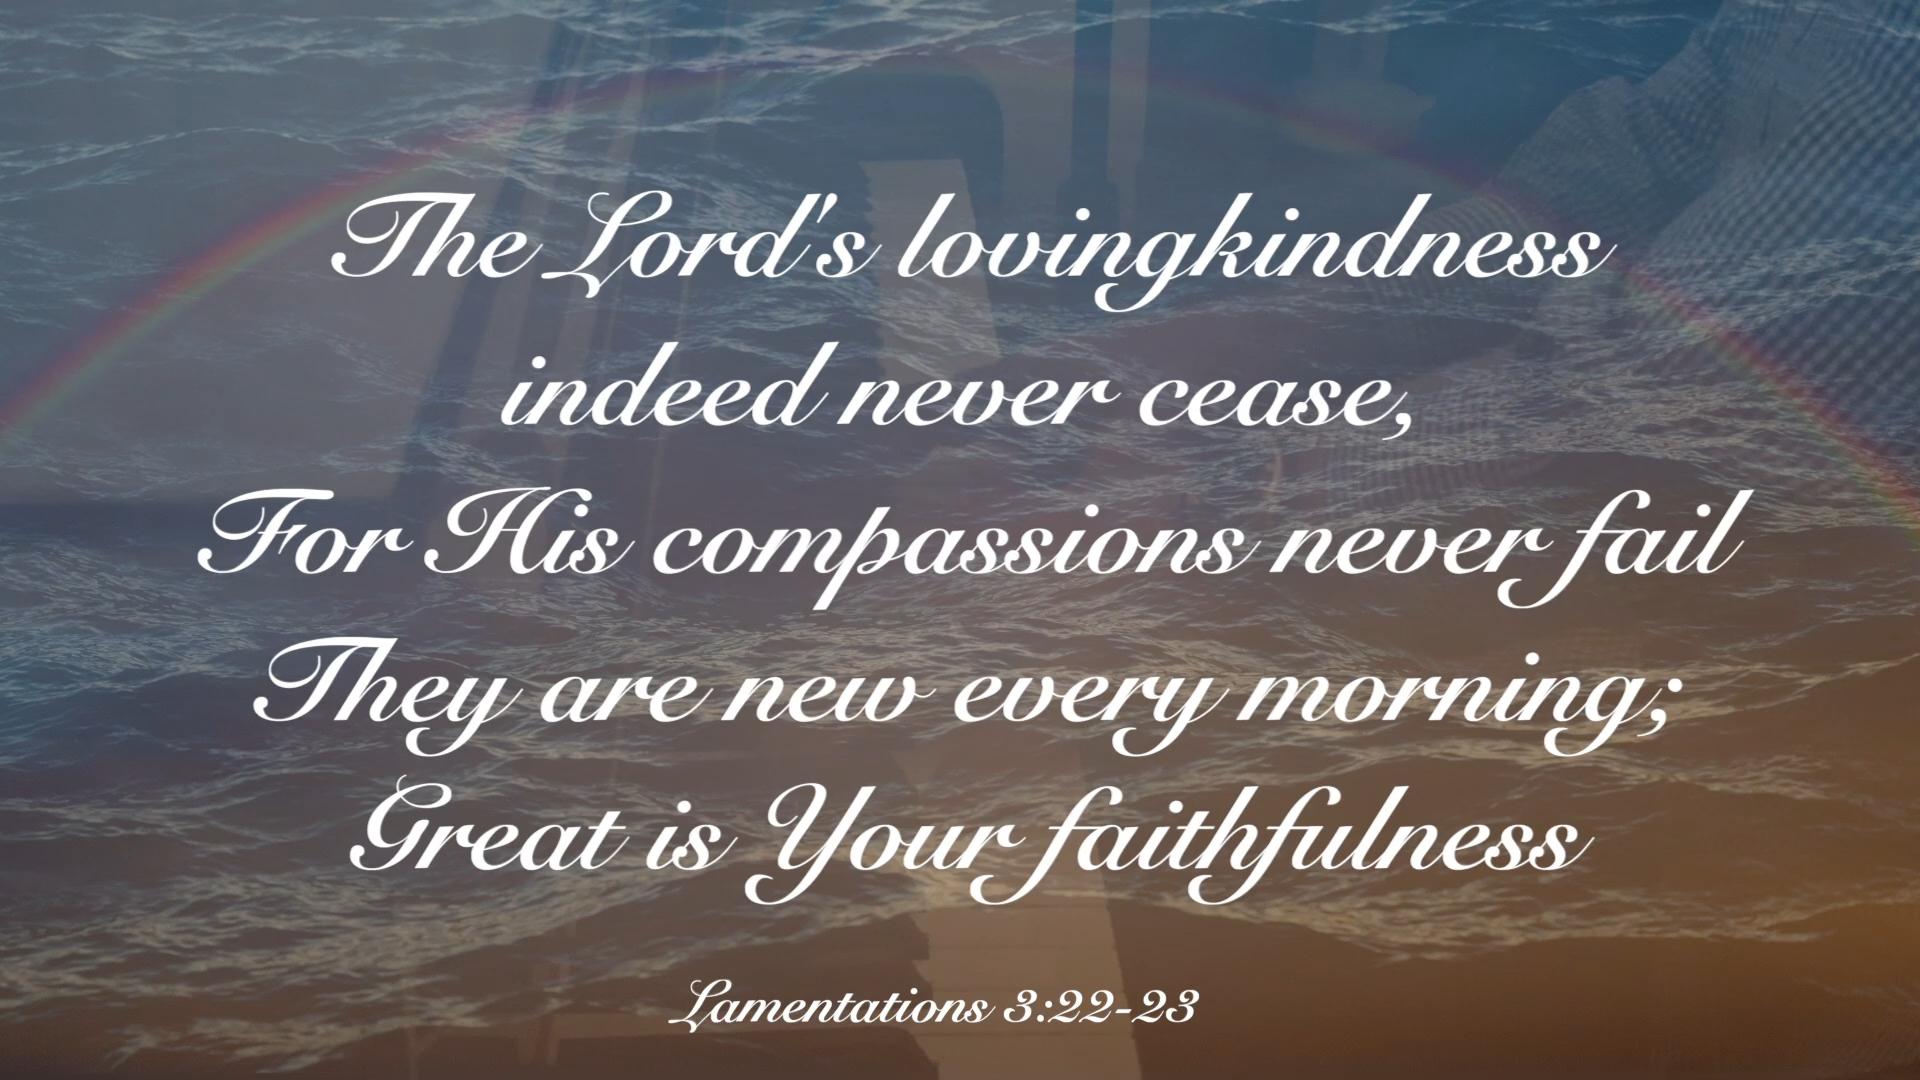 The Lord's lovingkindness
indeed never cease,
For His compassions never fail
They are new every morning;
Great is Your faithfulness
Lamentations 3:22-23